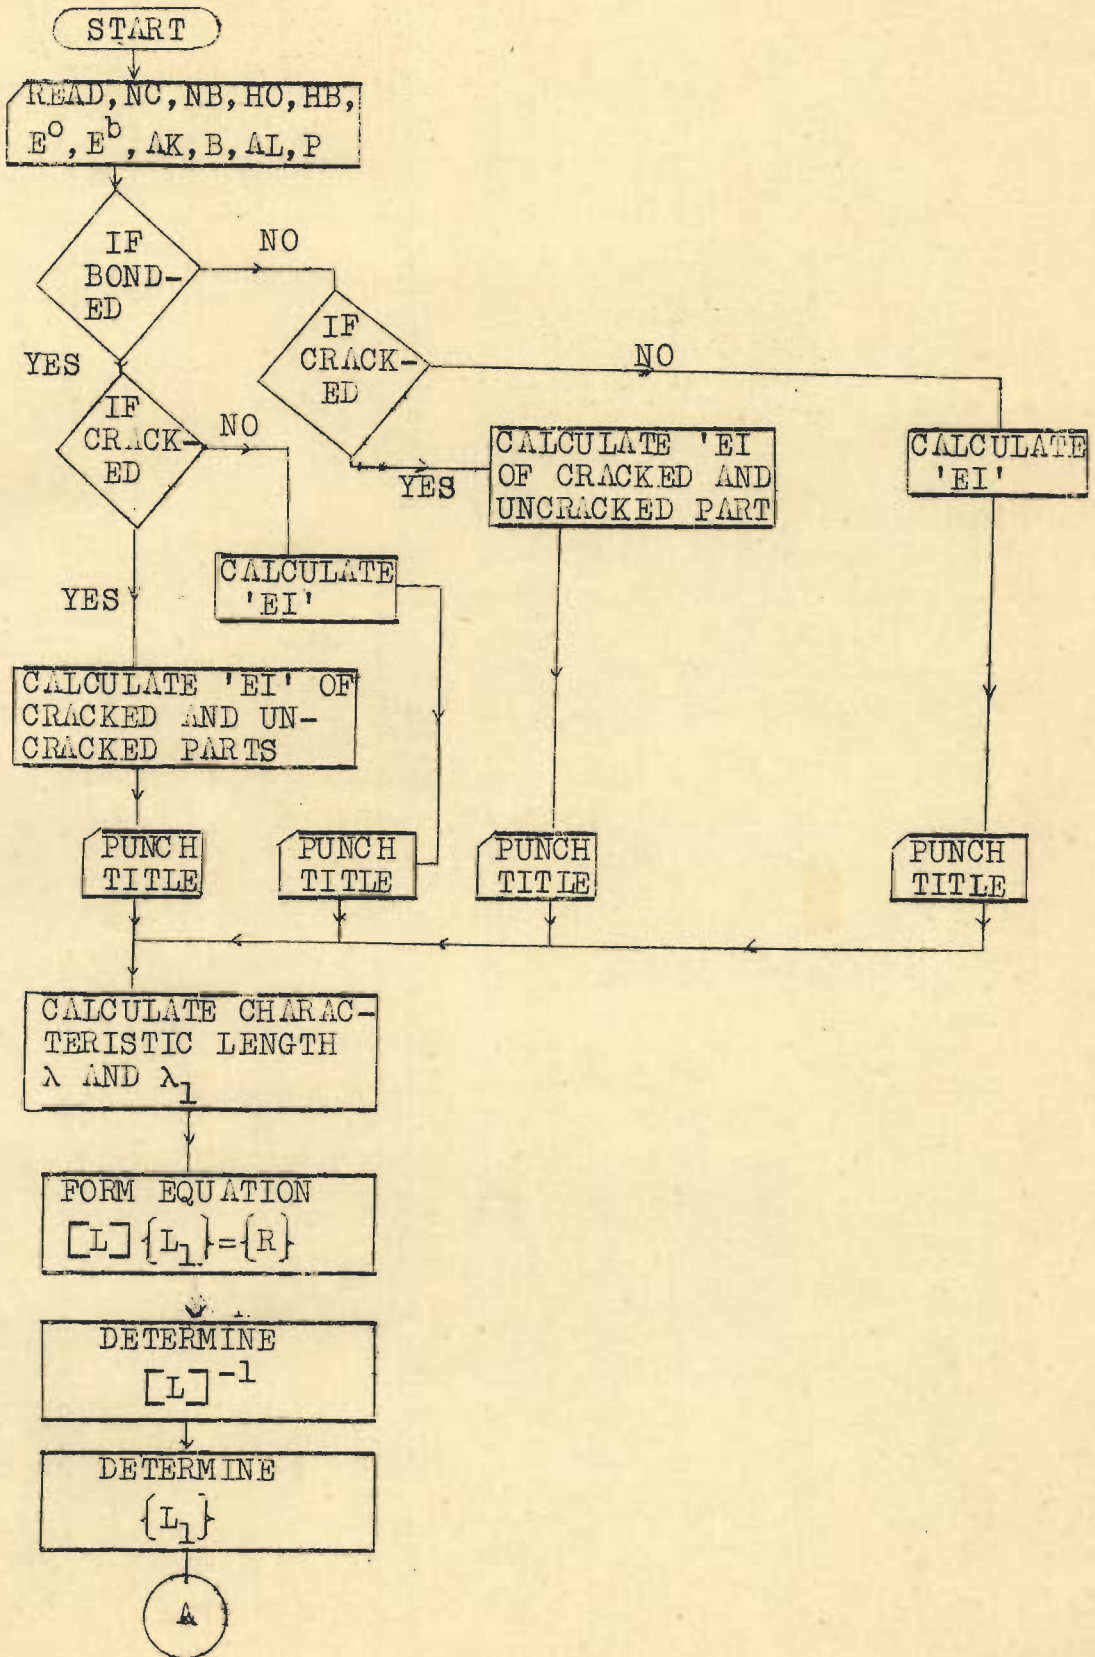 START
READ, NC, NB, HO, HB,
E^o, E^b, AK, B, AL, P
IF
BOND-
ED
NO
YES
IF
CRACK-
ED
NO
IF
CRACK-
ED
NO
YES
CALCULATE 'EI
OF CRACKED AND
UNCRACKED PART
CALCULATE
'EI'
CALCULATE
'EI'
YES
CALCULATE 'EI' OF
CRACKED AND UN-
CRACKED PARTS
PUNCH
TITLE
PUNCH
TITLE
PUNCH
TITLE
PUNCH
TITLE
CALCULATE CHARAC-
TERISTIC LENGTH
λ AND λ₁
FORM EQUATION
[L] {L₁}={R}
DETERMINE
[L]⁻¹
DETERMINE
{L₁}
A